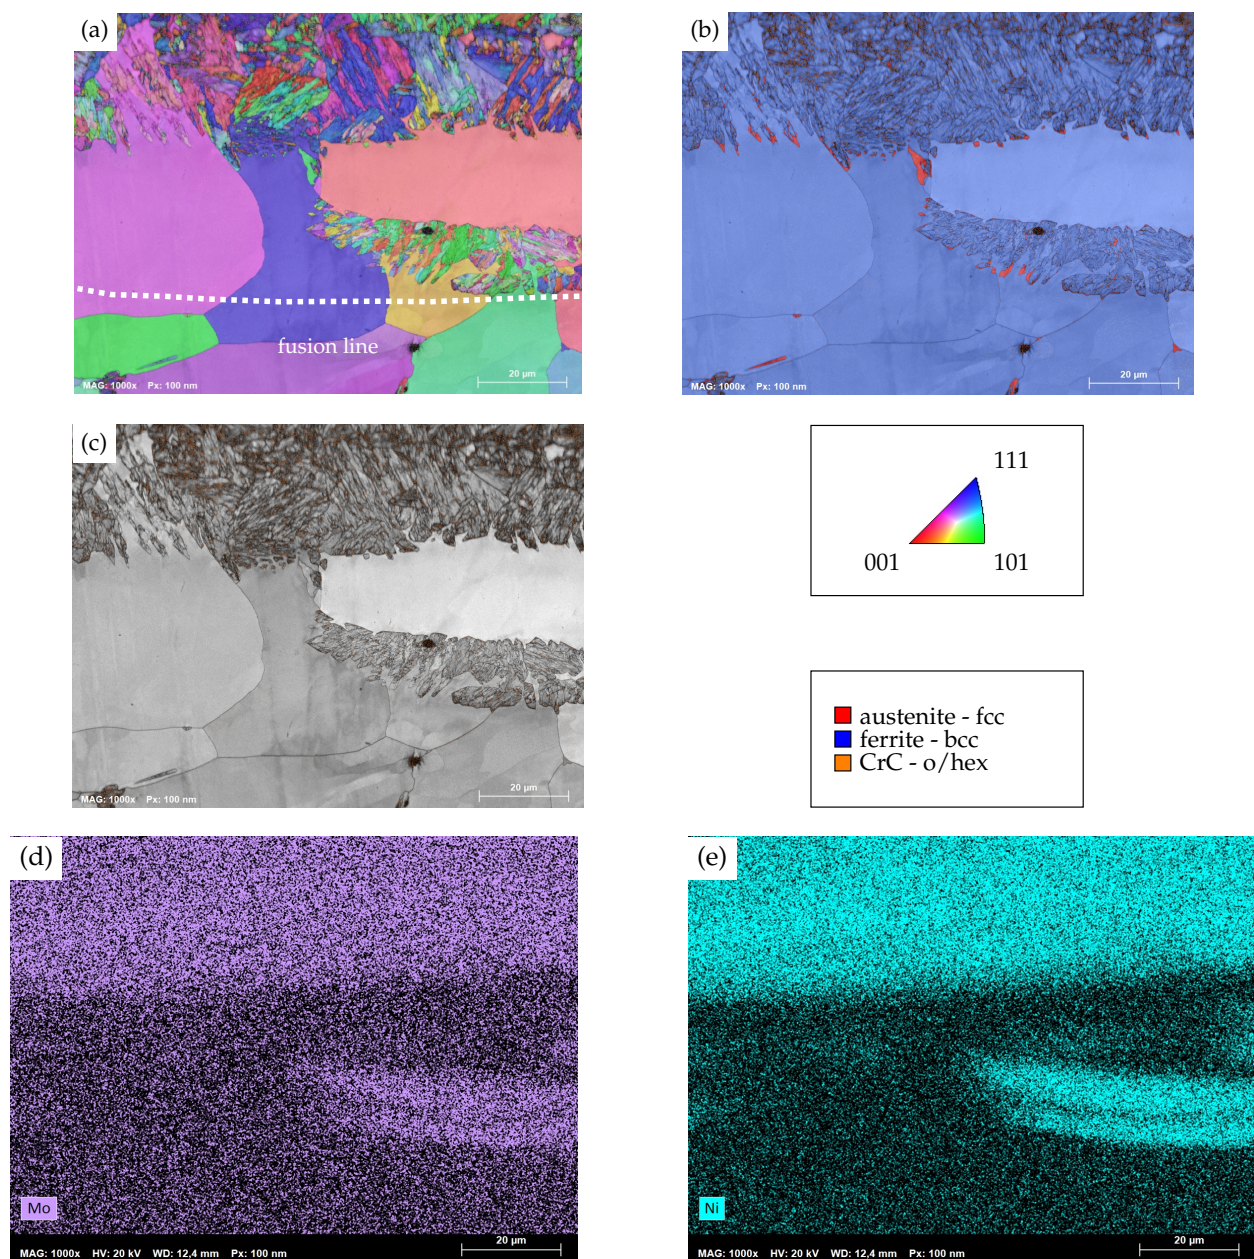 (a)
fusion line
MAG: 1000x Px: 100 nm
20 µm
(b)
MAG: 1000x Px: 100 nm
20 µm
(c)
MAG: 1000x Px: 100 nm
20 µm
111
001
101
austenite - fcc
ferrite - bcc
CrC - o/hex
(d)
Mo
MAG: 1000x HV: 20 kV WD: 12,4 mm Px: 100 nm
20 µm
(e)
Ni
MAG: 1000x HV: 20 kV WD: 12,4 mm Px: 100 nm
20 µm